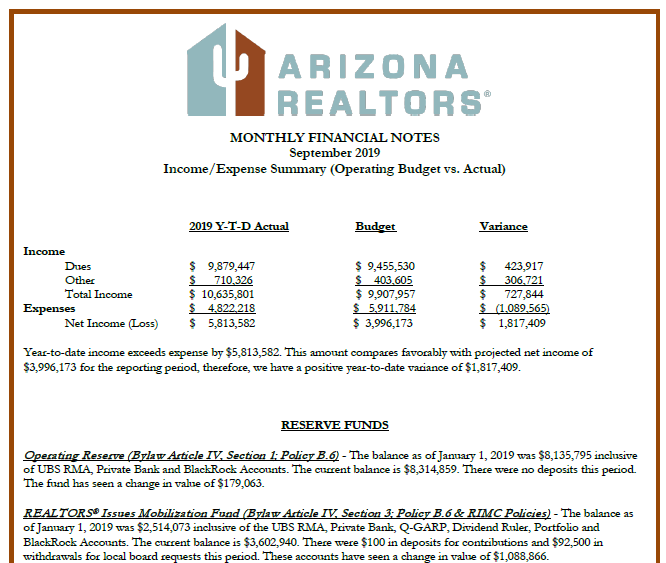 ARIZONA
REALTORS®
MONTHLY FINANCIAL NOTES
September 2019
Income/Expense Summary (Operating Budget vs. Actual)
2019 Y-T-D Actual Budget Variance
Income
Dues $ 9,879,447 $ 9,455,530 $ 423,917
Other $ 710,326 $ 403,605 $ 306,721
Total Income $ 10,635,801 $ 9,907,957 $ 727,844
Expenses $ 4,822,218 $ 5,911,784 $ (1,089,565)
Net Income (Loss) $ 5,813,582 $ 3,996,173 $ 1,817,409
Year-to-date income exceeds expense by $5,813,582. This amount compares favorably with projected net income of
$3,996,173 for the reporting period, therefore, we have a positive year-to-date variance of $1,817,409.
RESERVE FUNDS
Operating Reserve (Bylaw Article IV, Section 1; Policy B.6) - The balance as of January 1, 2019 was $8,135,795 inclusive
of UBS RMA, Private Bank and BlackRock Accounts. The current balance is $8,314,859. There were no deposits this period.
The fund has seen a change in value of $179,063.
REALTORS® Issues Mobilization Fund (Bylaw Article IV, Section 3; Policy B.6 & RIMC Policies) - The balance as
of January 1, 2019 was $2,514,073 inclusive of the UBS RMA, Private Bank, Q-GARP, Dividend Ruler, Portfolio and
BlackRock Accounts. The current balance is $3,602,940. There were $100 in deposits for contributions and $92,500 in
withdrawals for local board requests this period. These accounts have seen a change in value of $1,088,866.